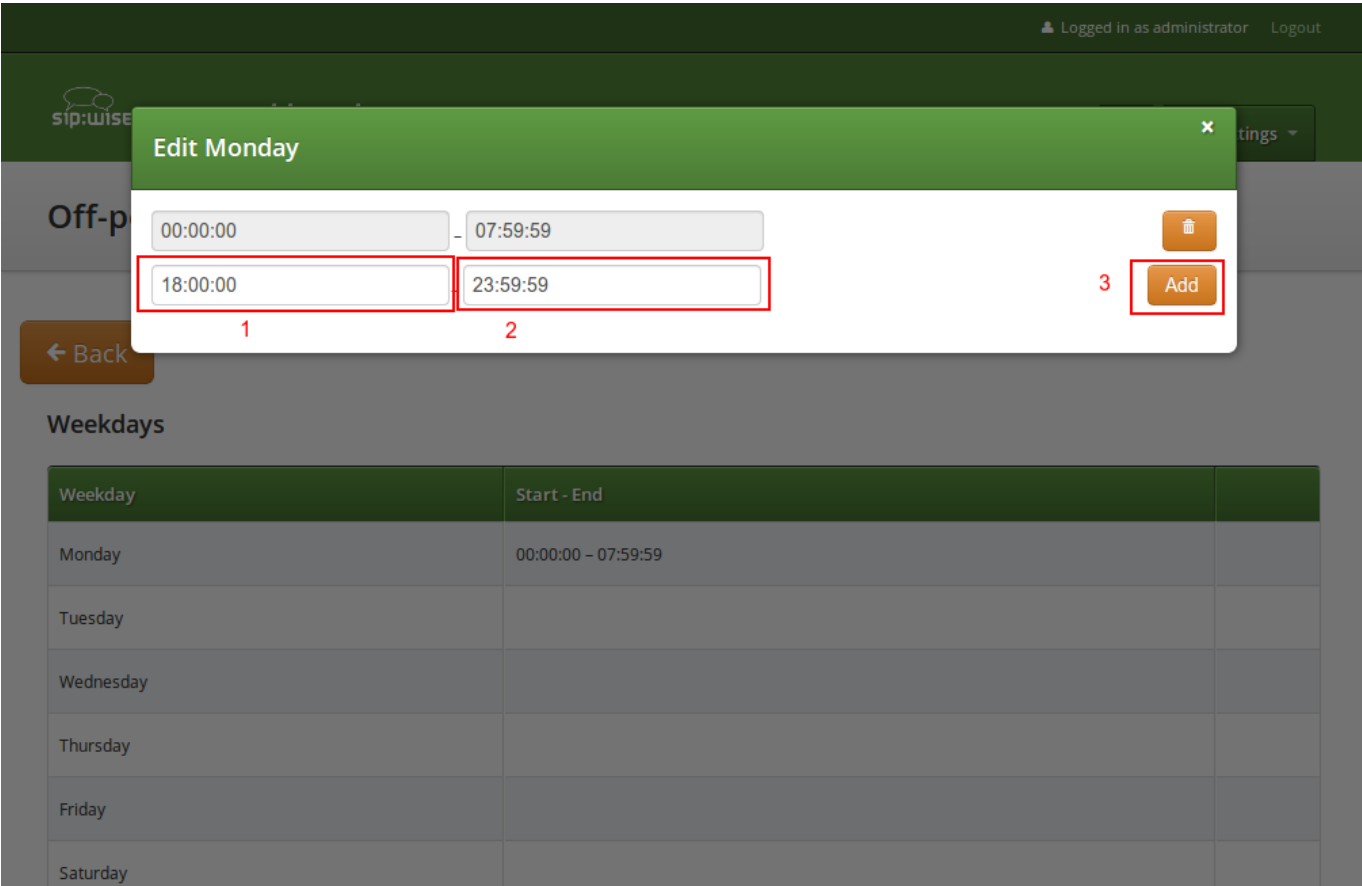 Logged in as administrator Logout
sip:wise
tings
Edit Monday ×
Off-p
00:00:00 – 07:59:59
18:00:00 - 23:59:59 3 Add
1 2
← Back
Weekdays
Weekday Start - End
Monday 00:00:00 – 07:59:59
Tuesday
Wednesday
Thursday
Friday
Saturday